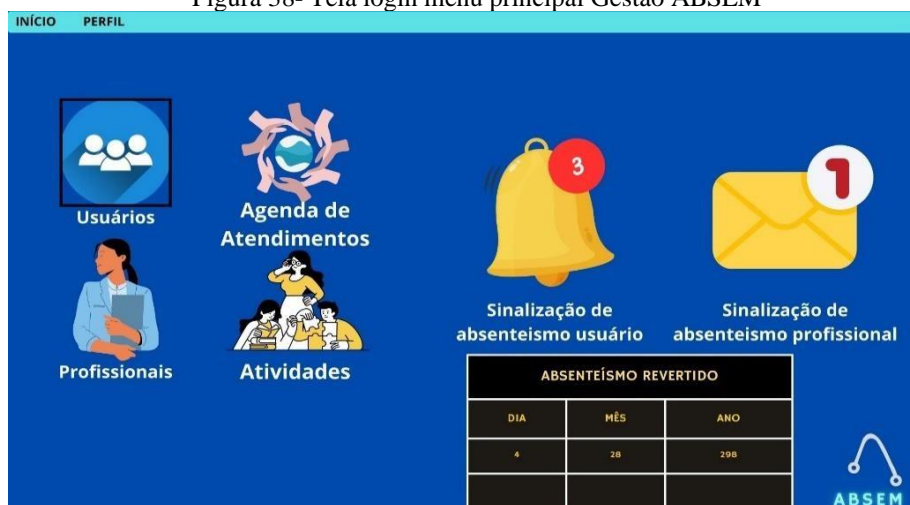 Figura 38- Tela login menu principal Gestão ABSEM
INÍCIO PERFIL
Usuários
Agenda de
Atendimentos
Profissionais
Atividades
3
1
Sinalização de
absenteismo usuário
Sinalização de
absenteismo profissional
ABSENTEÍSMO REVERTIDO
DIA MÊS ANO
4 28 298
ABSEM